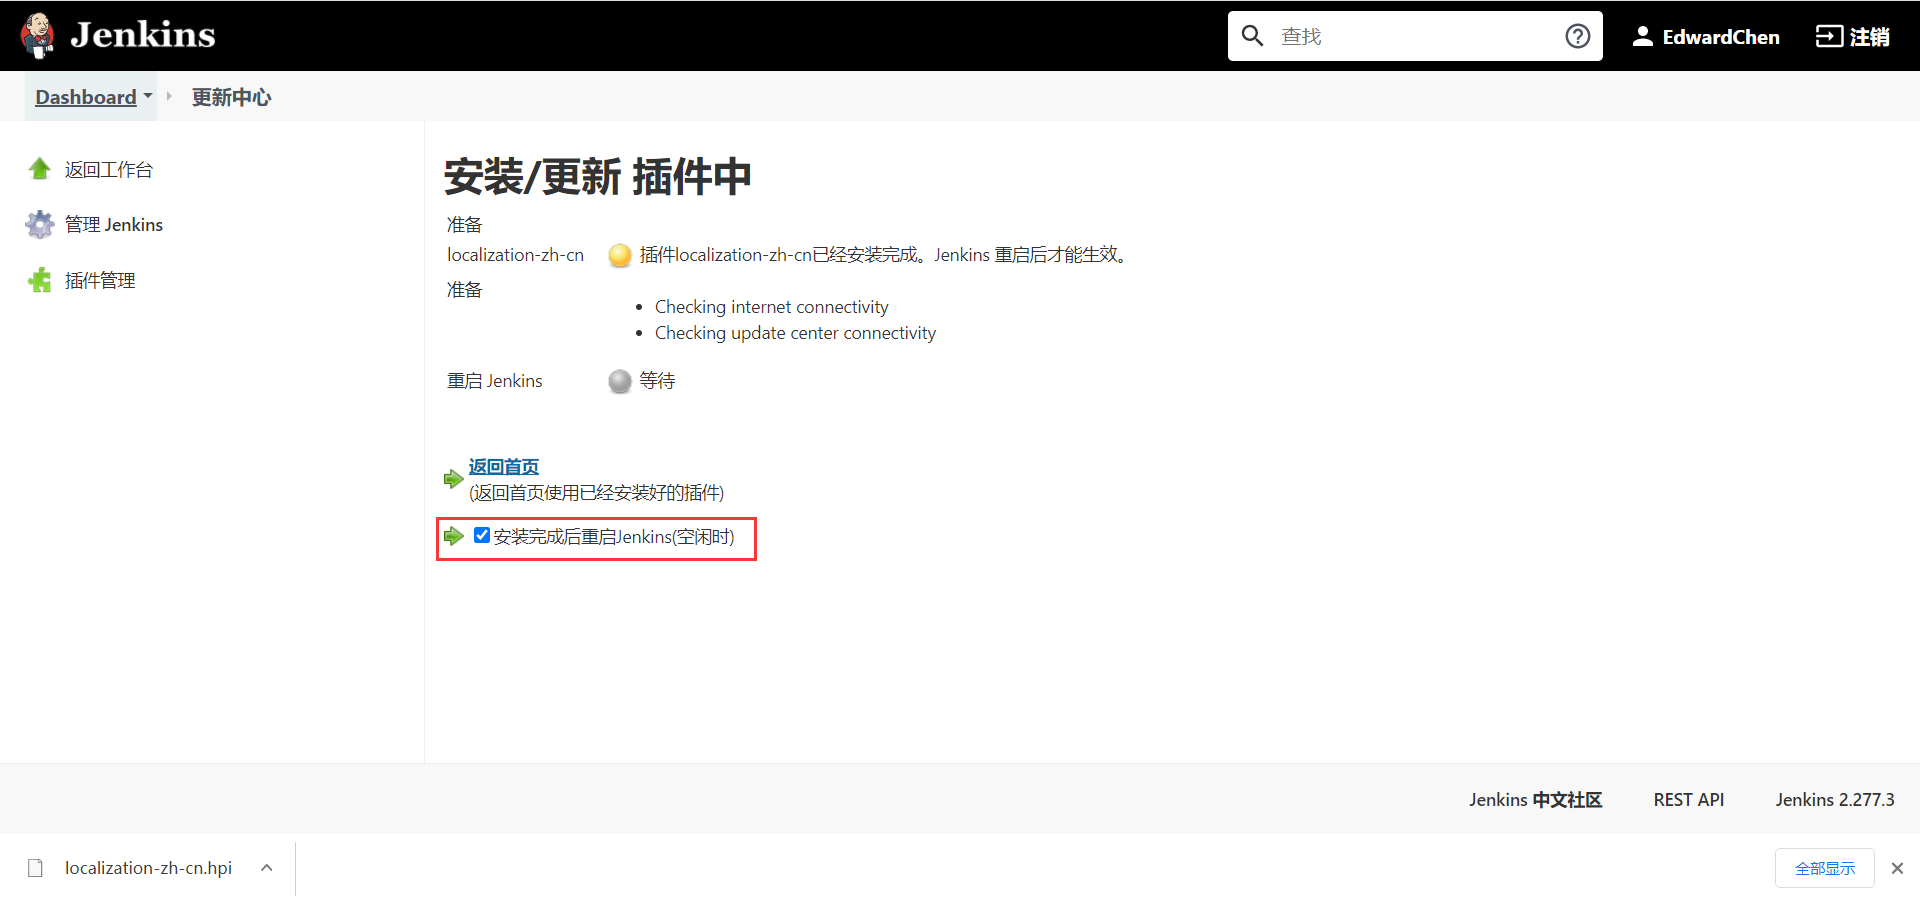 Jenkins
查找
EdwardChen
注销
Dashboard
更新中心
返回工作台
管理 Jenkins
插件管理
安装/更新 插件中
准备
localization-zh-cn 插件localization-zh-cn已经安装完成。Jenkins 重启后才能生效。
准备
Checking internet connectivity
Checking update center connectivity
重启 Jenkins 等待
返回首页
(返回首页使用已经安装好的插件)
安装完成后重启Jenkins(空闲时)
Jenkins 中文社区
REST API
Jenkins 2.277.3
localization-zh-cn.hpi
全部显示